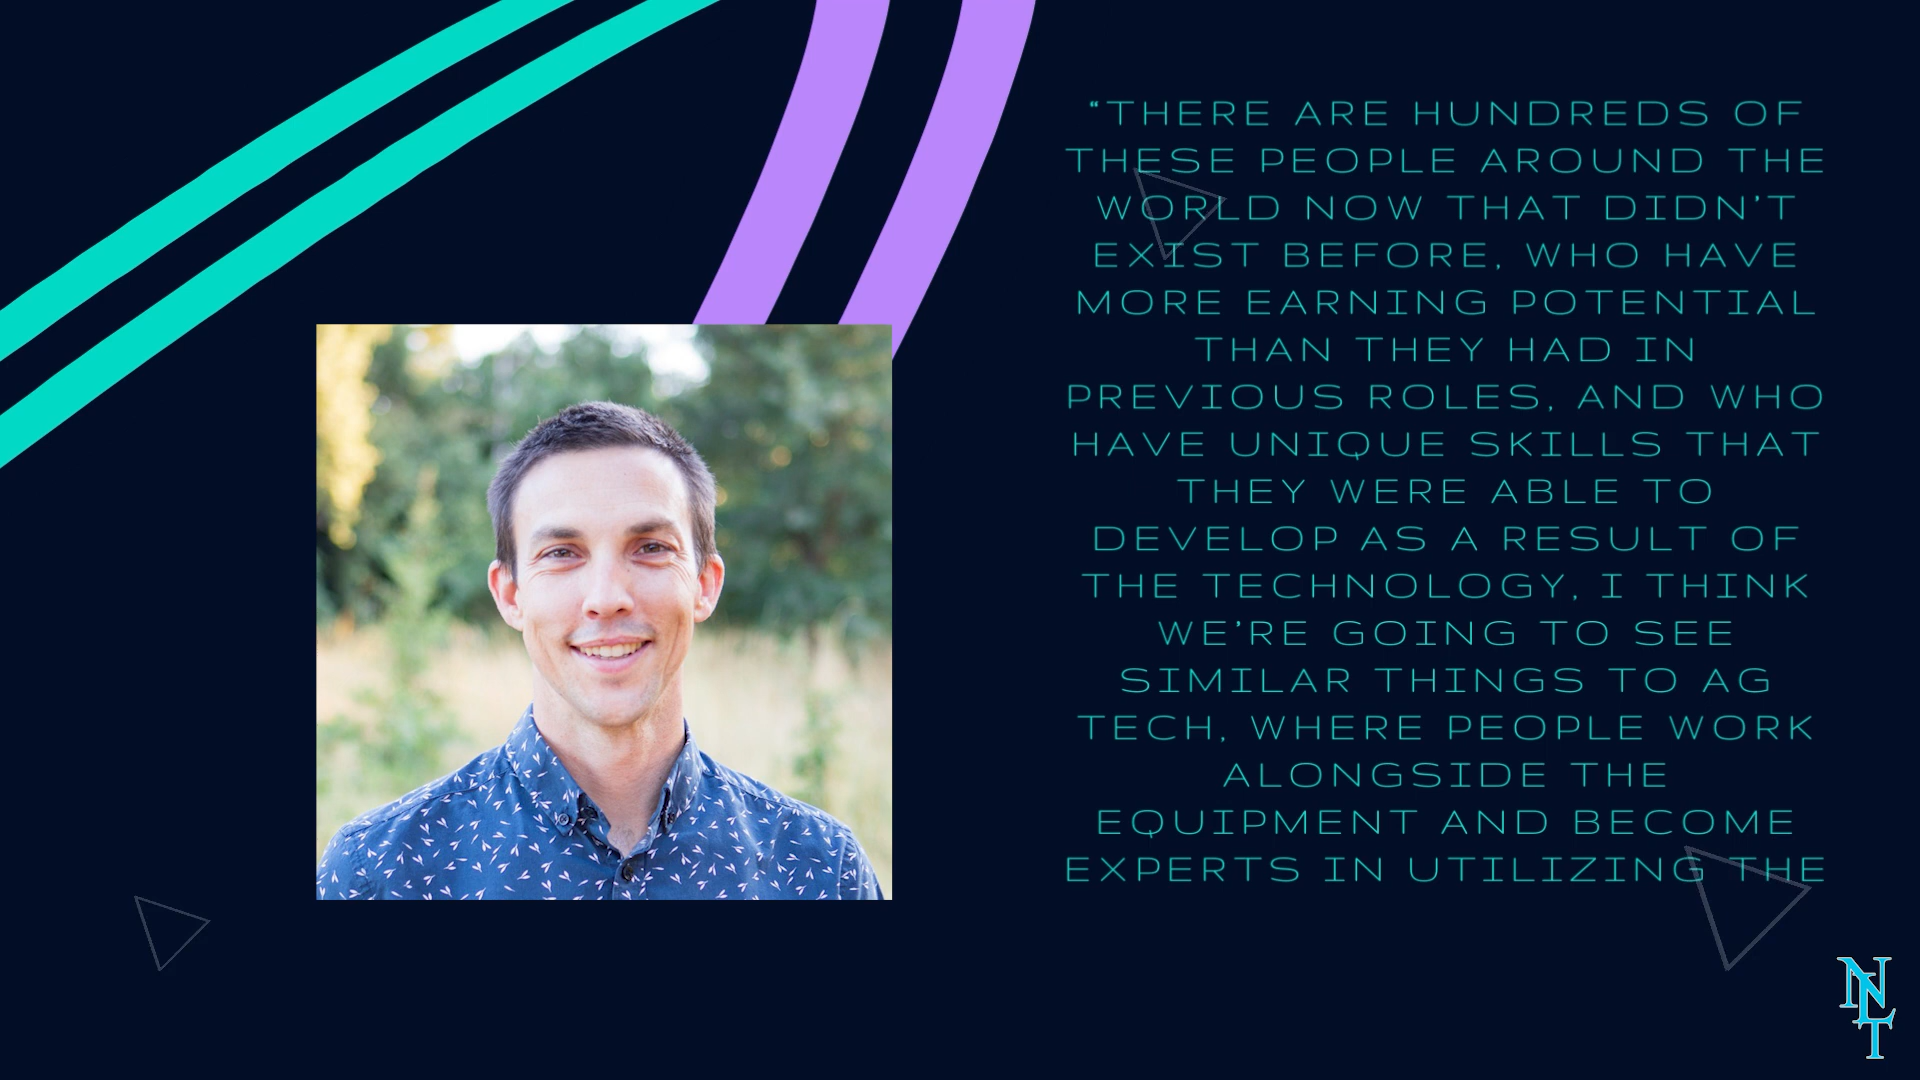 “THERE ARE HUNDREDS OF
THESE PEOPLE AROUND THE
WORLD NOW THAT DIDN’T
EXIST BEFORE, WHO HAVE
MORE EARNING POTENTIAL
THAN THEY HAD IN
PREVIOUS ROLES, AND WHO
HAVE UNIQUE SKILLS THAT
THEY WERE ABLE TO
DEVELOP AS A RESULT OF
THE TECHNOLOGY, I THINK
WE’RE GOING TO SEE
SIMILAR THINGS TO AG
TECH, WHERE PEOPLE WORK
ALONGSIDE THE
EQUIPMENT AND BECOME
EXPERTS IN UTILIZING THE
NLT